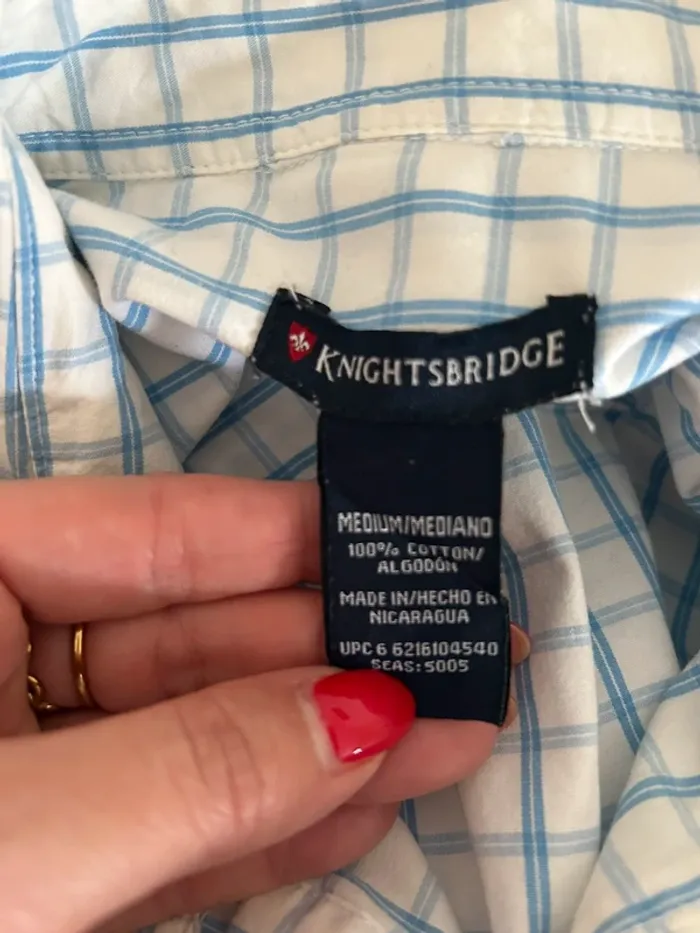 KNIGHTSBRIDGE
MEDIUM/MEDIANO
100% COTTON/
ALGODÓN
MADE IN/HECHO EN
NICARAGUA
UPC 6 6216104540
SEAS:5005